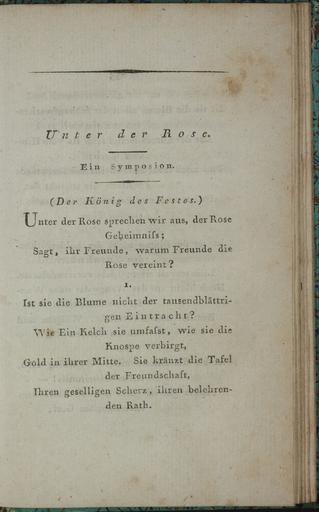 Unter der Rose.
Ein Symposion.
(Der König des Festes.)
Unter der Rose sprechen wir aus, der Rose
Geheimniſs;
Sagt, ihr Freunde, warum Freunde die
Rose vereint?
1.
Ist sie die Blume nicht der tausendblättri-
gen Eintracht?
Wie Ein Kelch sie umfaſst, wie sie die
Knospe verbirgt,
Gold in ihrer Mitte. Sie kränzt die Tafel
der Freundschaft,
Ihren geselligen Scherz, ihren belehren-
den Rath.